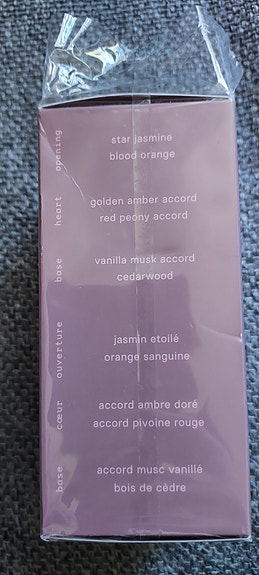 opening
star jasmine
blood orange
heart
golden amber accord
red peony accord
base
vanilla musk accord
cedarwood
ouverture
jasmin etoilé
orange sanguine
cœur
accord ambre doré
accord pivoine rouge
base
accord musc vanillé
bois de cèdre